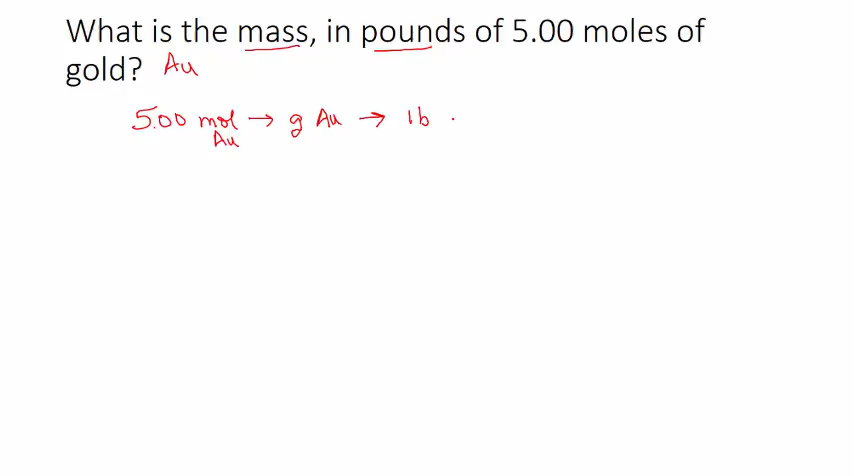 What is the mass, in pounds of 5.00 moles of
gold? Au
5.00 mol → g Au → lb
Au